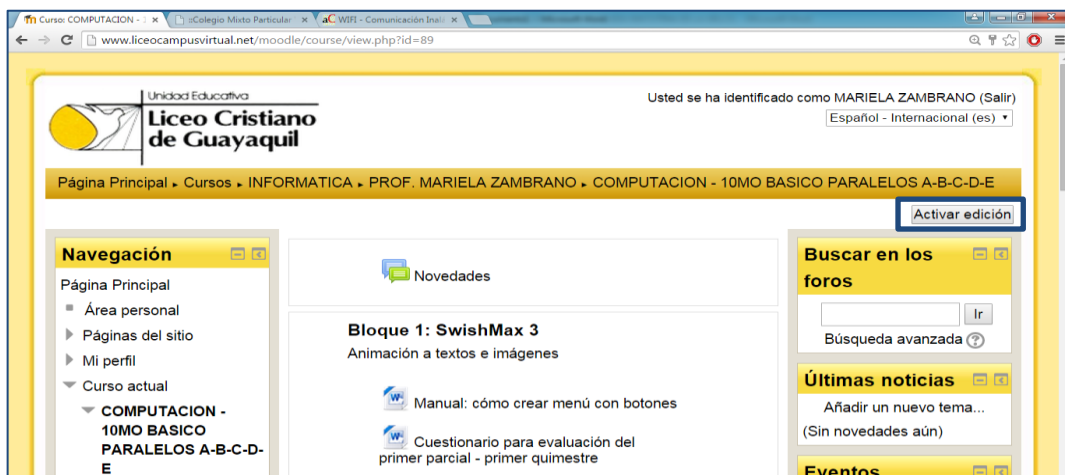 Curso: COMPUTACION - 1
::Colegio Mixto Particular
WIFI - Comunicación Inalá
www.liceocampusvirtual.net/moodle/course/view.php?id=89
Unidad Educativa
Liceo Cristiano
de Guayaquil
Usted se ha identificado como MARIELA ZAMBRANO (Salir)
Español - Internacional (es)
Página Principal ▸ Cursos ▸ INFORMATICA ▸ PROF. MARIELA ZAMBRANO ▸ COMPUTACION - 10MO BASICO PARALELOS A-B-C-D-E
Activar edición
Navegación
Página Principal
Área personal
Páginas del sitio
Mi perfil
Curso actual
COMPUTACION -
10MO BASICO
PARALELOS A-B-C-D-
E
Novedades
Bloque 1: SwishMax 3
Animación a textos e imágenes
Manual: cómo crear menú con botones
Cuestionario para evaluación del
primer parcial - primer quimestre
Buscar en los
foros
Ir
Búsqueda avanzada
Últimas noticias
Añadir un nuevo tema...
(Sin novedades aún)
Eventos